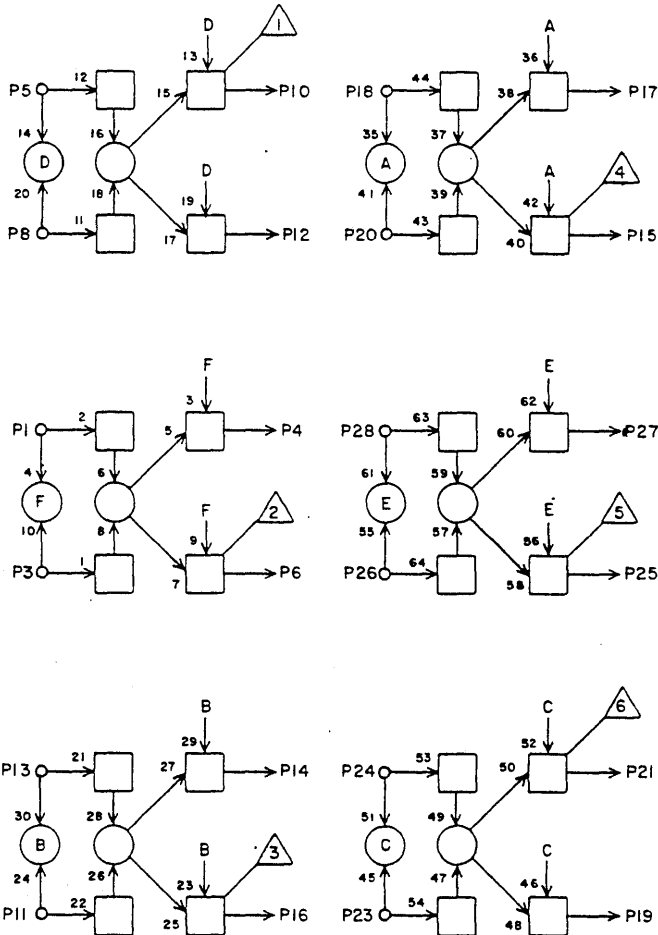 D 1 A
13 36
P5 12 15 P10 P18 44 38 P17
14 16 35 37
D D A A 4
20 18 19 41 39 42
P8 11 17 P12 P20 43 40 P15
F E
3 62
P1 2 5 P4 P28 63 60 P27
4 6 61 59
F F 2 E E 5
10 8 9 55 57 56
P3 1 7 P6 P26 64 58 P25
B C 6
29 52
P13 21 27 P14 P24 53 50 P21
30 28 51 49
B B 3 C C
24 26 23 45 47 46
P11 22 25 P16 P23 54 48 P19